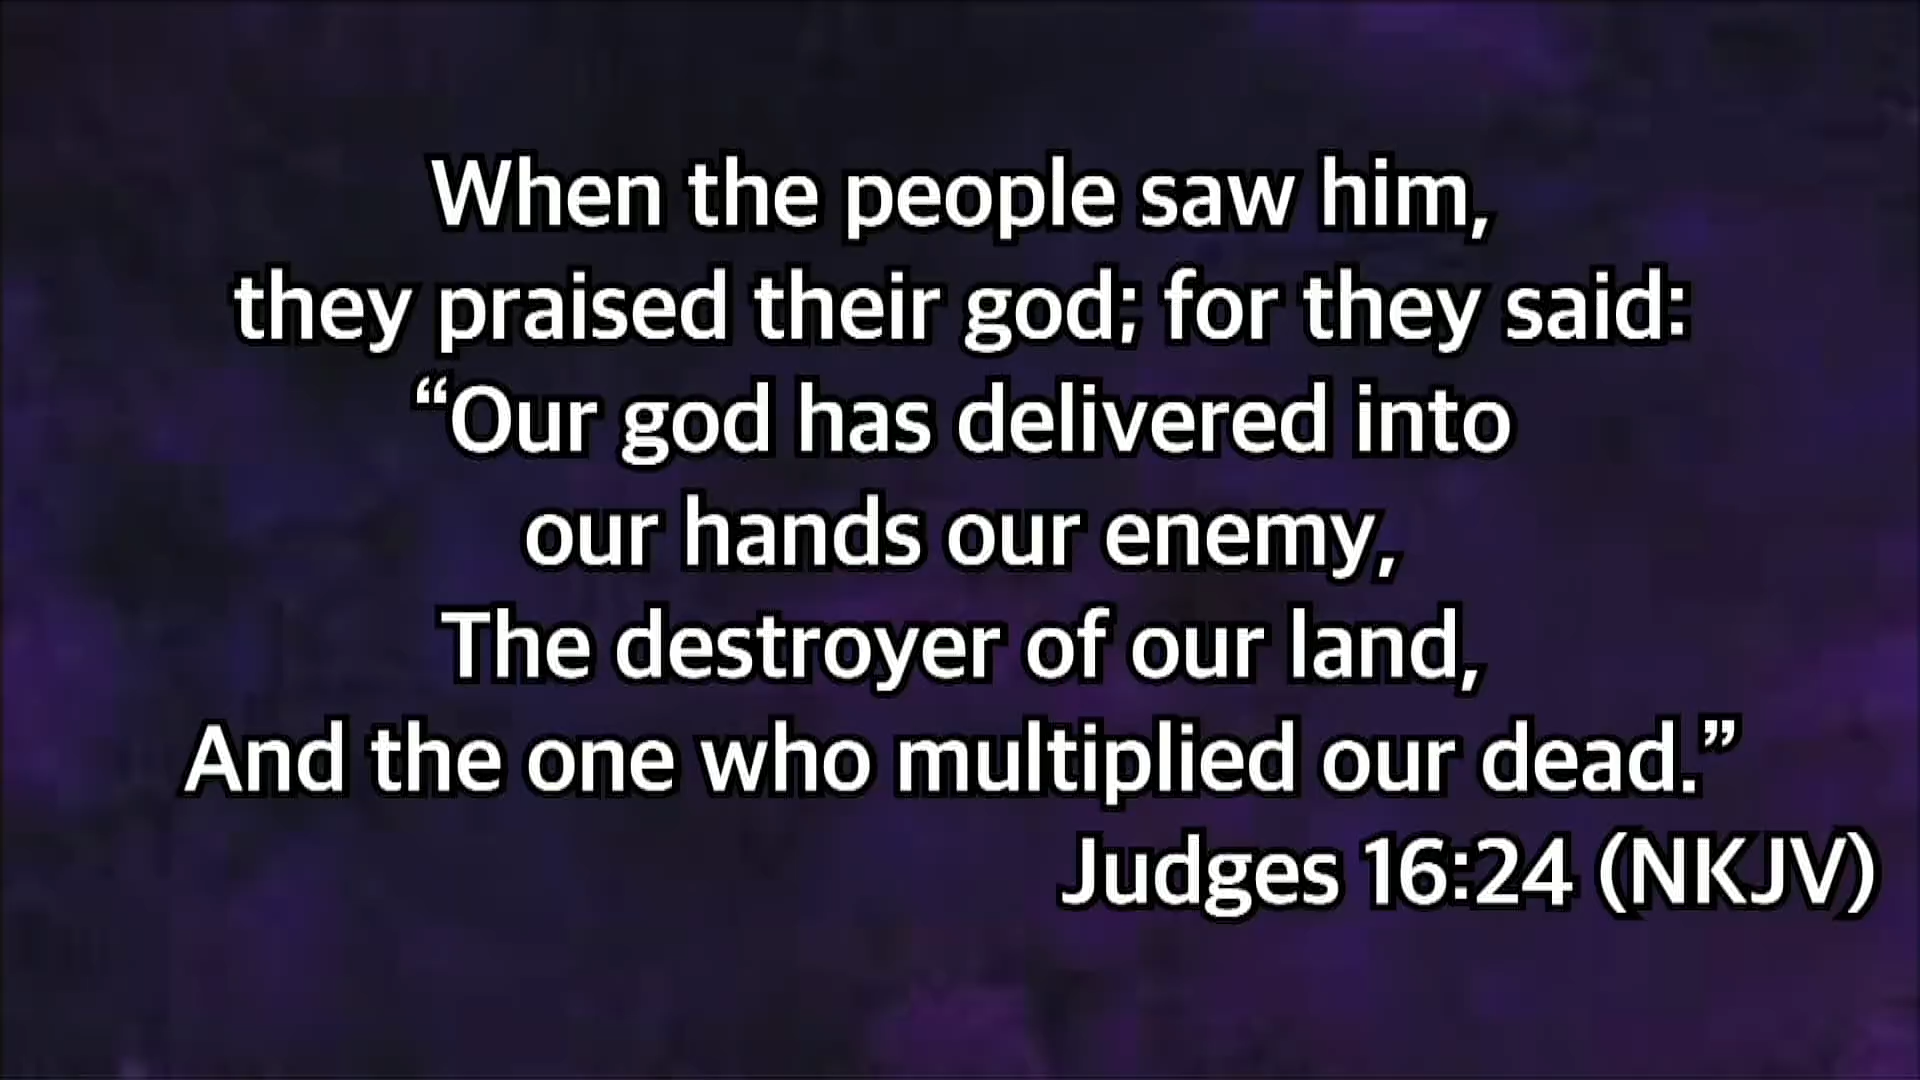 When the people saw him,
they praised their god; for they said:
“Our god has delivered into
our hands our enemy,
The destroyer of our land,
And the one who multiplied our dead.”
Judges 16:24 (NKJV)